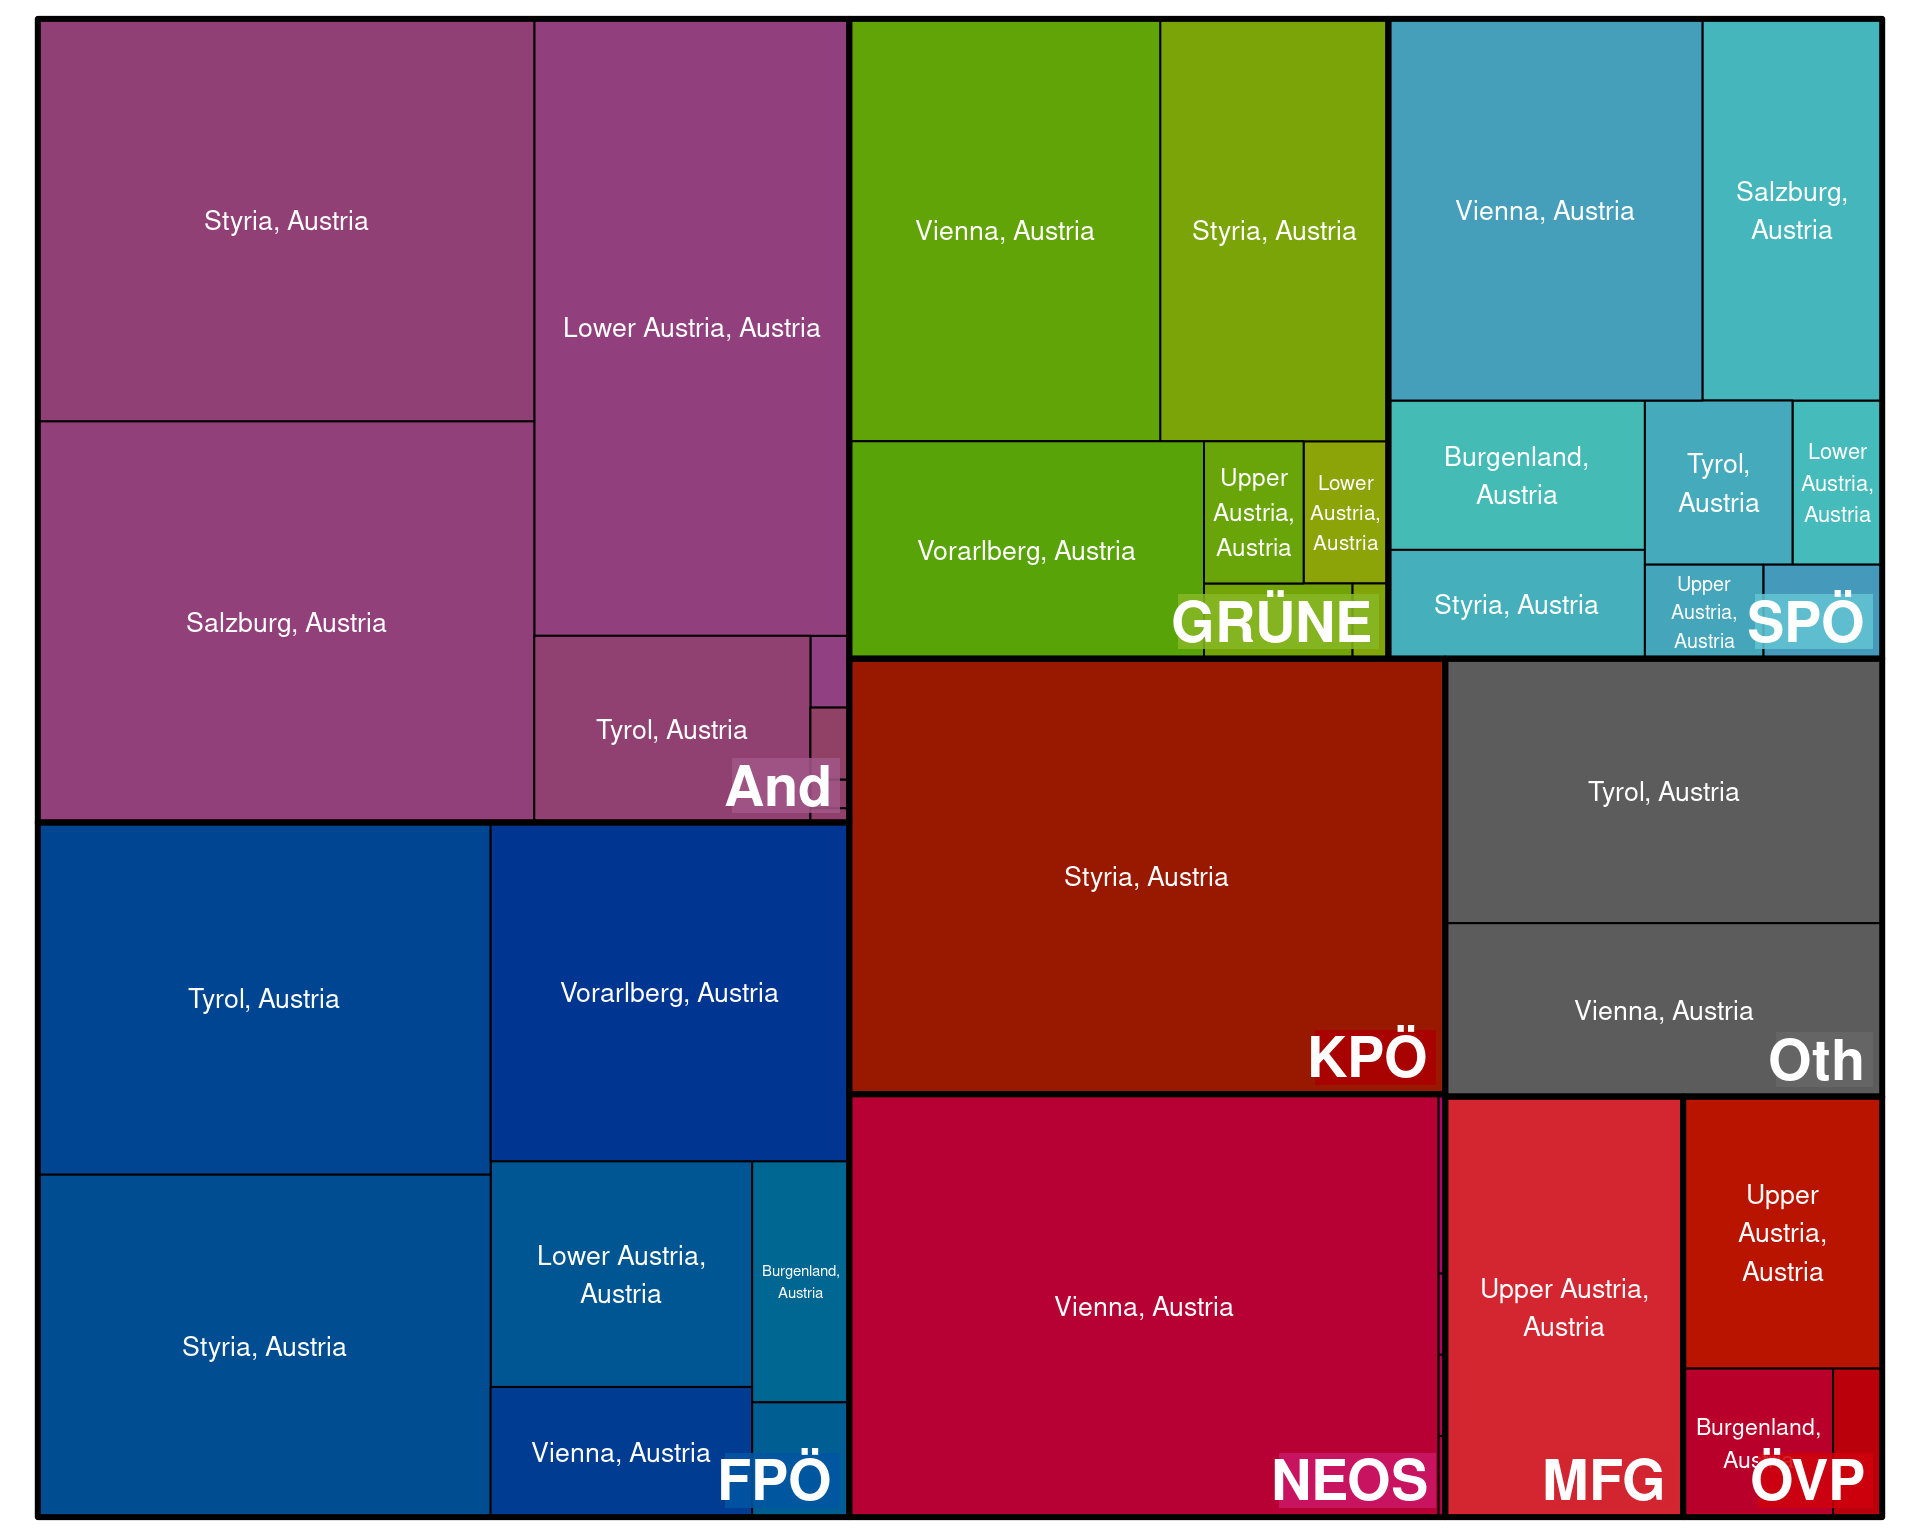 Styria, Austria
Lower Austria, Austria
Salzburg, Austria
Tyrol, Austria
And
Vienna, Austria
Styria, Austria
Vorarlberg, Austria
Upper
Austria,
Austria
Lower
Austria,
Austria
GRÜNE
Vienna, Austria
Salzburg,
Austria
Burgenland,
Austria
Tyrol,
Austria
Lower
Austria,
Austria
Styria, Austria
Upper
Austria,
Austria
SPÖ
Tyrol, Austria
Vorarlberg, Austria
Styria, Austria
Lower Austria,
Austria
Burgenland,
Austria
Vienna, Austria
FPÖ
Styria, Austria
KPÖ
Tyrol, Austria
Vienna, Austria
Oth
Vienna, Austria
NEOS
Upper Austria,
Austria
MFG
Upper
Austria,
Austria
Burgenland,
ÖVP